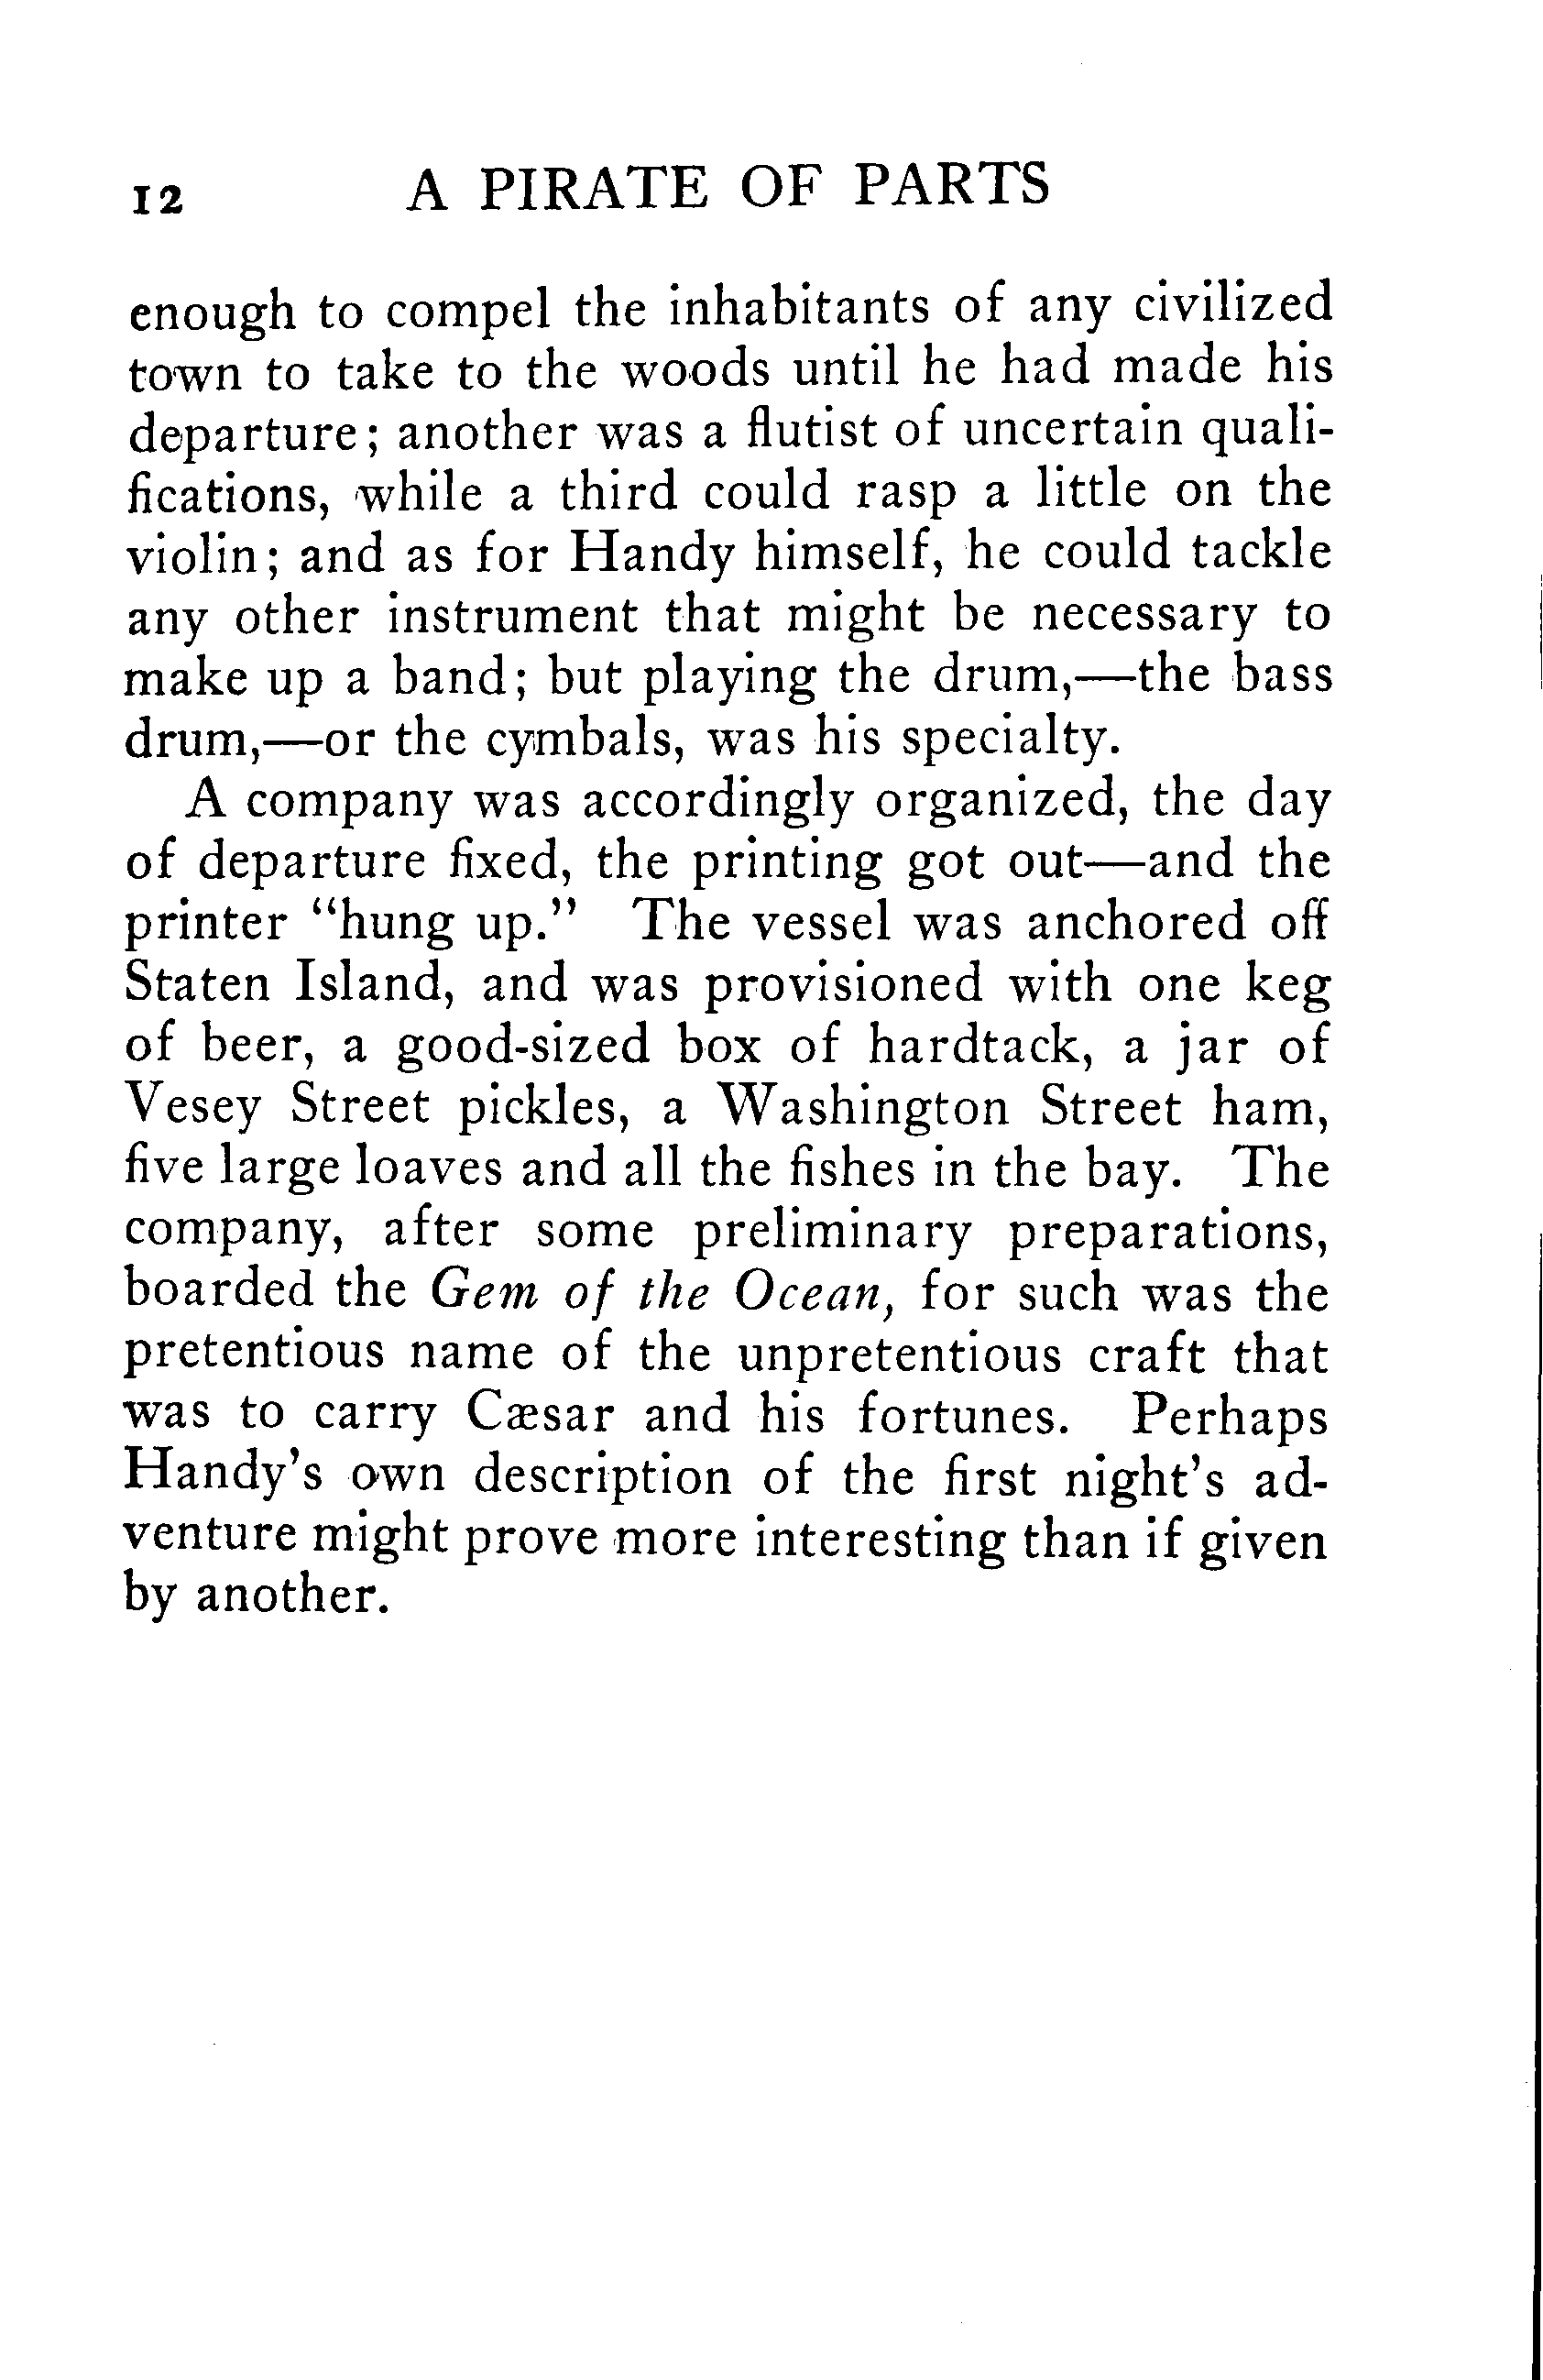 12 A PIRATE OF PARTS
enough to compel the inhabitants of any civilized
town to take to the woods until he had made his
departure; another was a flutist of uncertain quali-
fications, while a third could rasp a little on the
violin; and as for Handy himself, he could tackle
any other instrument that might be necessary to
make up a band; but playing the drum,—the bass
drum,—or the cymbals, was his specialty.
A company was accordingly organized, the day
of departure fixed, the printing got out—and the
printer “hung up.” The vessel was anchored off
Staten Island, and was provisioned with one keg
of beer, a good-sized box of hardtack, a jar of
Vesey Street pickles, a Washington Street ham,
five large loaves and all the fishes in the bay. The
company, after some preliminary preparations,
boarded the Gem of the Ocean, for such was the
pretentious name of the unpretentious craft that
was to carry Cæsar and his fortunes. Perhaps
Handy's own description of the first night's ad-
venture might prove more interesting than if given
by another.